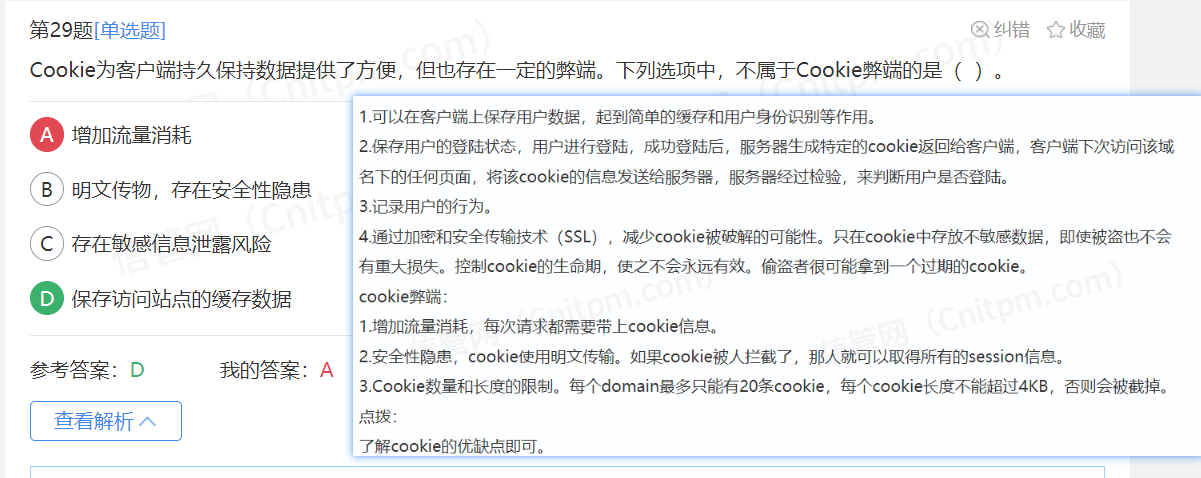 第29题[单选题]
纠错 收藏
Cookie为客户端持久保持数据提供了方便，但也存在一定的弊端。下列选项中，不属于Cookie弊端的是（ ）。
A 增加流量消耗
B 明文传物，存在安全性隐患
C 存在敏感信息泄露风险
D 保存访问站点的缓存数据
参考答案：D 我的答案：A
查看解析
1.可以在客户端上保存用户数据，起到简单的缓存和用户身份识别等作用。
2.保存用户的登陆状态，用户进行登陆，成功登陆后，服务器生成特定的cookie返回给客户端，客户端下次访问该域
名下的任何页面，将该cookie的信息发送给服务器，服务器经过检验，来判断用户是否登陆。
3.记录用户的行为。
4.通过加密和安全传输技术（SSL），减少cookie被破解的可能性。只在cookie中存放不敏感数据，即使被盗也不会
有重大损失。控制cookie的生命期，使之不会永远有效。偷盗者很可能拿到一个过期的cookie。
cookie弊端：
1.增加流量消耗，每次请求都需要带上cookie信息。
2.安全性隐患，cookie使用明文传输。如果cookie被人拦截了，那人就可以取得所有的session信息。
3.Cookie数量和长度的限制。每个domain最多只能有20条cookie，每个cookie长度不能超过4KB，否则会被截掉。
点拨：
了解cookie的优缺点即可。
信管网（Cnitpm.com）
信管网（Cnitpm.com）
信管网（Cnitpm.com）